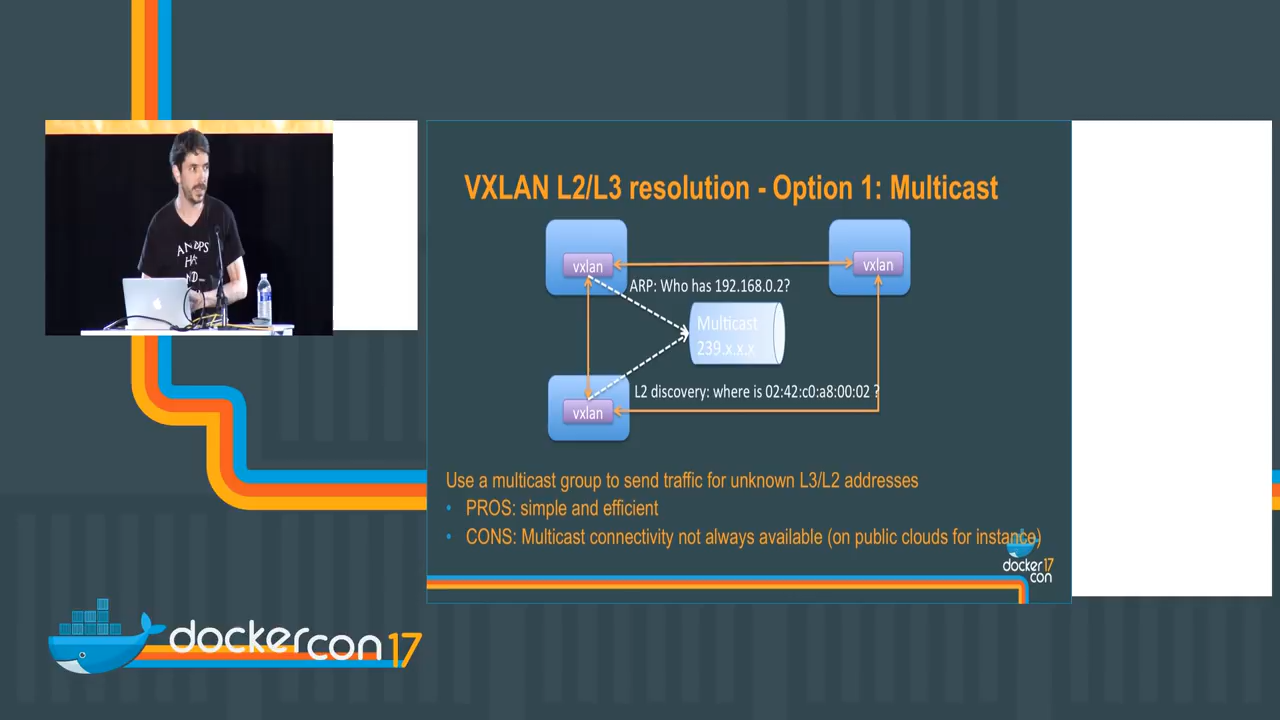 VXLAN L2/L3 resolution - Option 1: Multicast
vxlan
vxlan
ARP: Who has 192.168.0.2?
Multicast
239.x.x.x
L2 discovery: where is 02:42:c0:a8:00:02 ?
vxlan
Use a multicast group to send traffic for unknown L3/L2 addresses
• PROS: simple and efficient
• CONS: Multicast connectivity not always available (on public clouds for instance)
docker 17
con
dockercon 17